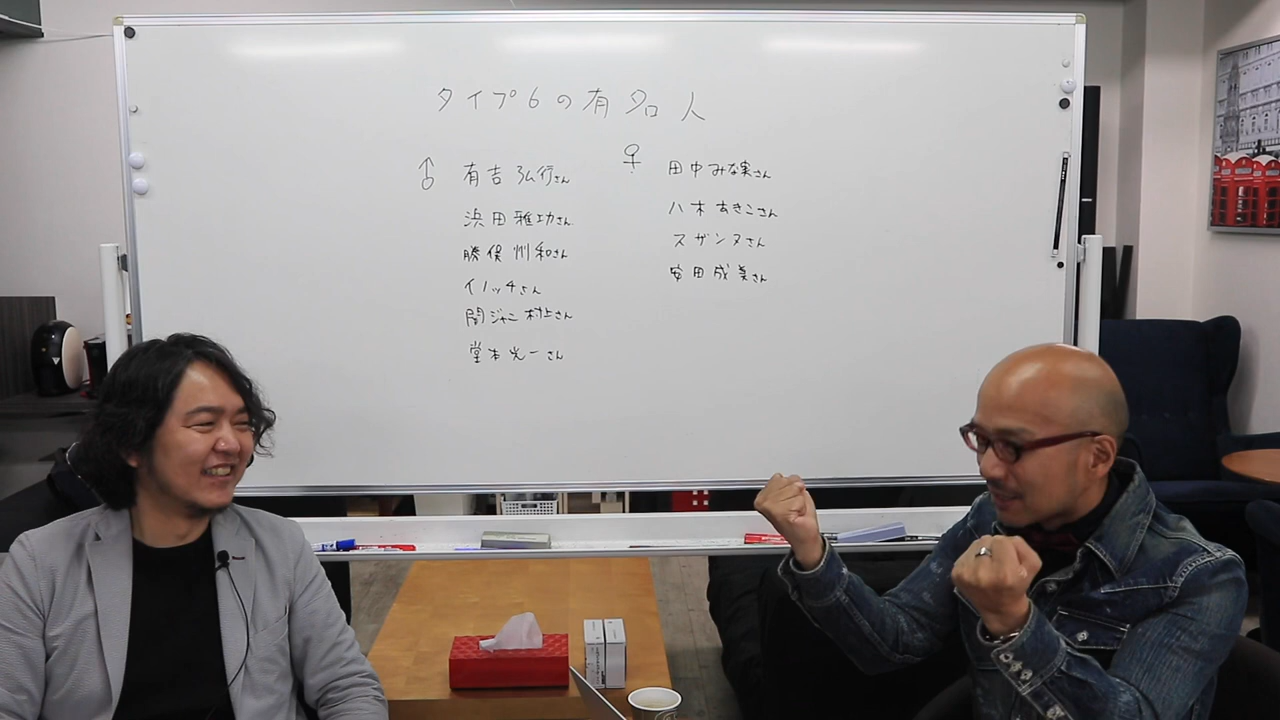 タイプ6の有名人
♂ 有吉弘行さん
浜田雅功さん
勝俣州和さん
イノッチさん
関ジャニ村上さん
堂本光一さん
♀ 田中みな実さん
八木あきこさん
スザンヌさん
安田成美さん